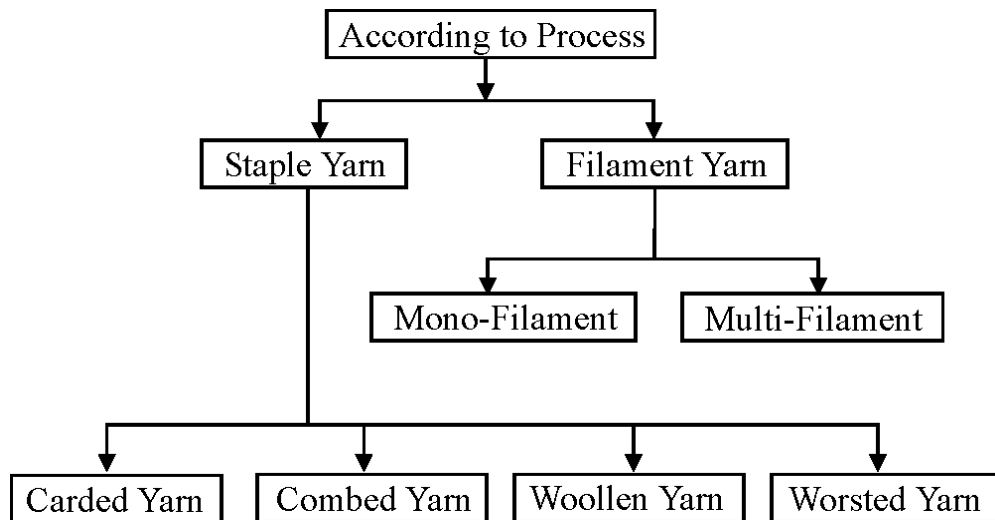 According to Process
Staple Yarn
Filament Yarn
Mono-Filament
Multi-Filament
Carded Yarn
Combed Yarn
Woollen Yarn
Worsted Yarn